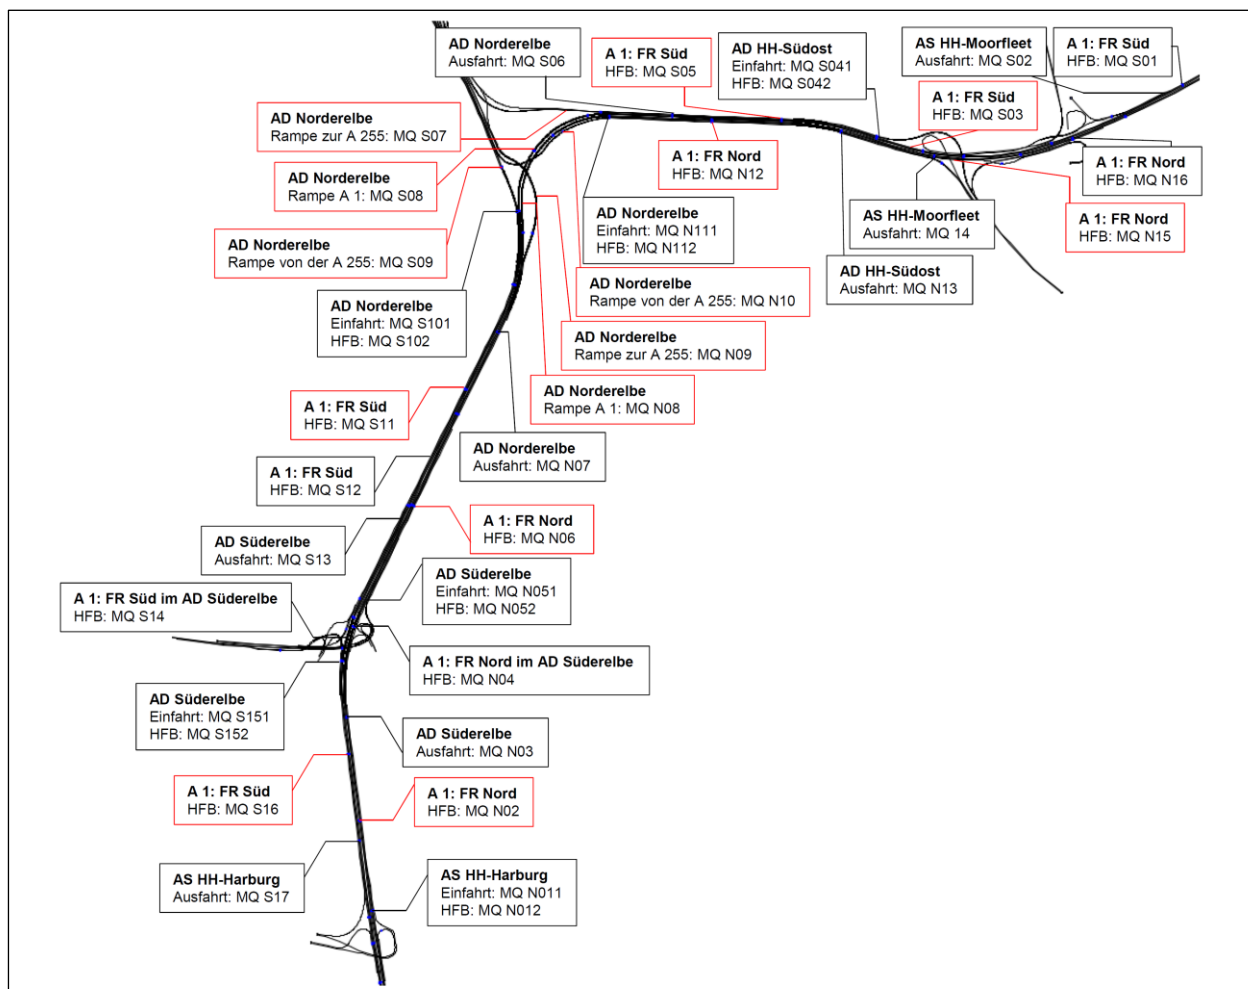 AD Norderelbe
Ausfahrt: MQ S06
A 1: FR Süd
HFB: MQ S05
AD HH-Südost
Einfahrt: MQ S041
HFB: MQ S042
AS HH-Moorfleet
Ausfahrt: MQ S02
A 1: FR Süd
HFB: MQ S01
AD Norderelbe
Rampe zur A 255: MQ S07
A 1: FR Süd
HFB: MQ S03
AD Norderelbe
Rampe A 1: MQ S08
A 1: FR Nord
HFB: MQ N12
A 1: FR Nord
HFB: MQ N16
AD Norderelbe
Rampe von der A 255: MQ S09
AD Norderelbe
Einfahrt: MQ N111
HFB: MQ N112
AS HH-Moorfleet
Ausfahrt: MQ 14
A 1: FR Nord
HFB: MQ N15
AD HH-Südost
Ausfahrt: MQ N13
AD Norderelbe
Einfahrt: MQ S101
HFB: MQ S102
AD Norderelbe
Rampe von der A 255: MQ N10
AD Norderelbe
Rampe zur A 255: MQ N09
AD Norderelbe
Rampe A 1: MQ N08
A 1: FR Süd
HFB: MQ S11
AD Norderelbe
Ausfahrt: MQ N07
A 1: FR Süd
HFB: MQ S12
A 1: FR Nord
HFB: MQ N06
AD Süderelbe
Ausfahrt: MQ S13
AD Süderelbe
Einfahrt: MQ N051
HFB: MQ N052
A 1: FR Süd im AD Süderelbe
HFB: MQ S14
A 1: FR Nord im AD Süderelbe
HFB: MQ N04
AD Süderelbe
Einfahrt: MQ S151
HFB: MQ S152
AD Süderelbe
Ausfahrt: MQ N03
A 1: FR Süd
HFB: MQ S16
A 1: FR Nord
HFB: MQ N02
AS HH-Harburg
Ausfahrt: MQ S17
AS HH-Harburg
Einfahrt: MQ N011
HFB: MQ N012